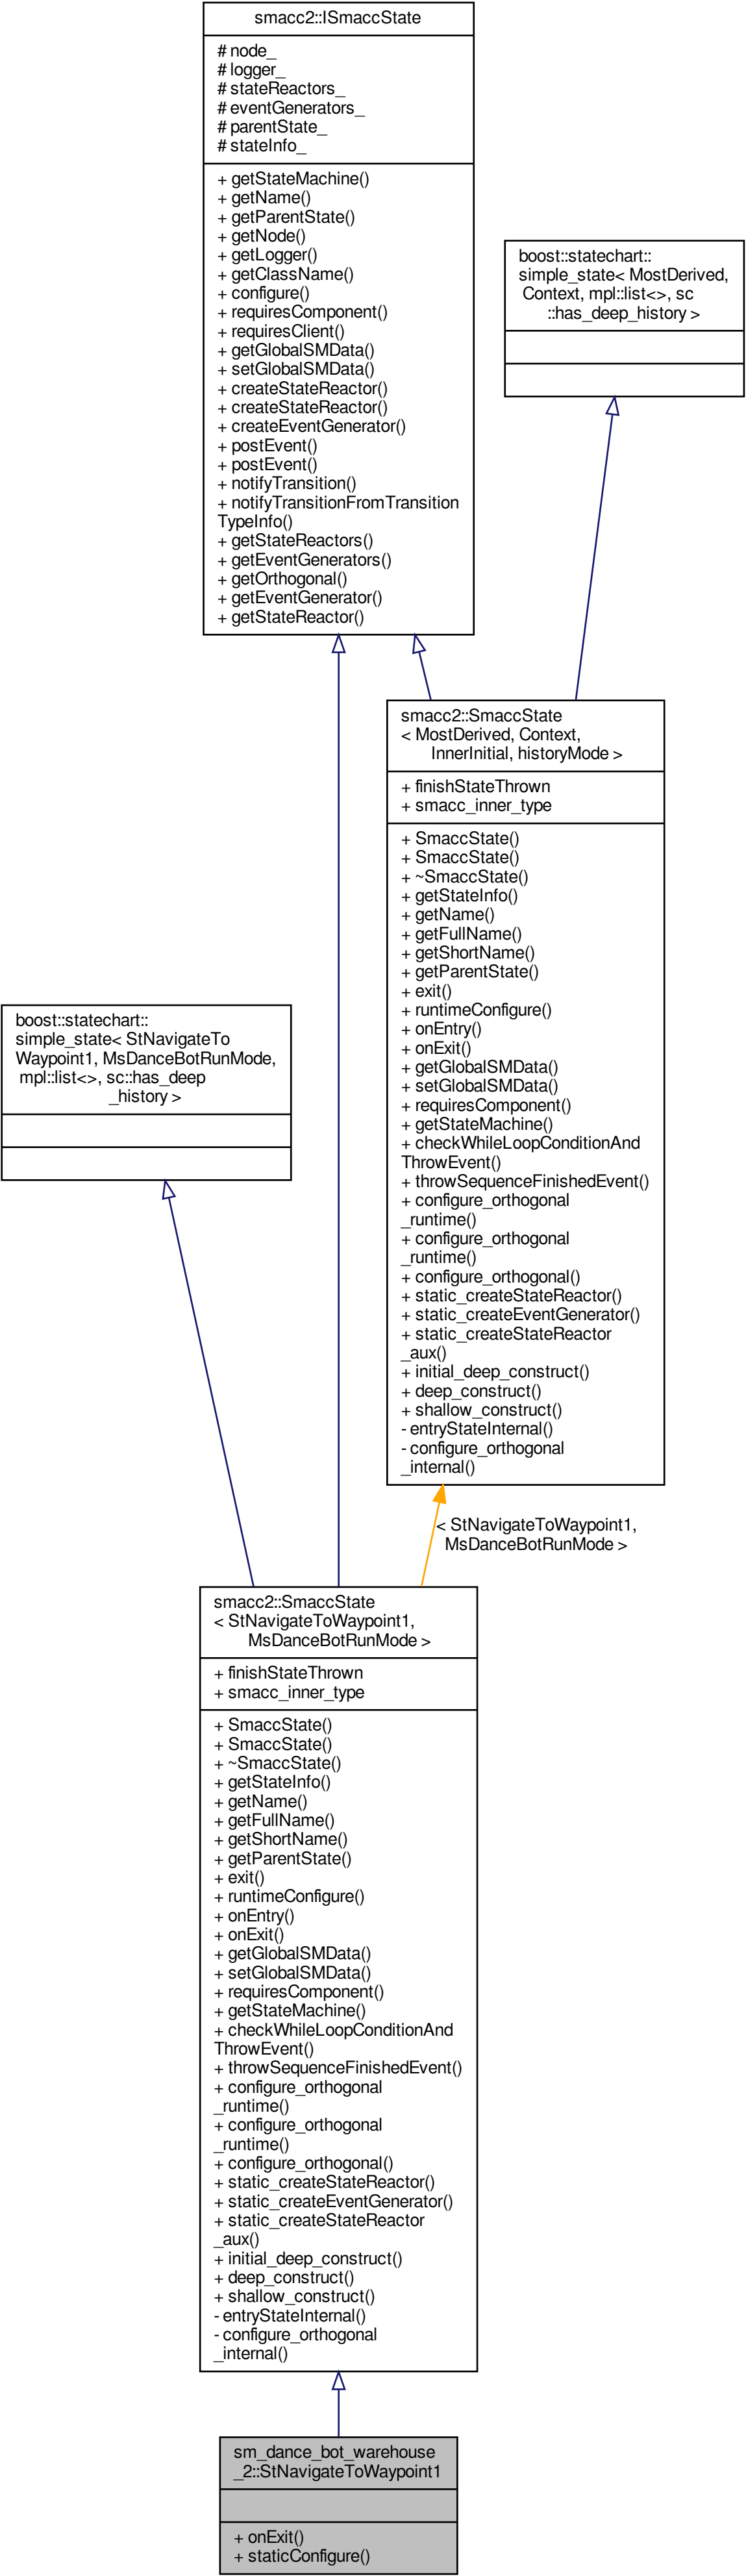 smacc2::ISmaccState
# node_
# logger_
# stateReactors_
# eventGenerators_
# parentState_
# stateInfo_
+ getStateMachine()
+ getName()
+ getParentState()
+ getNode()
+ getLogger()
+ getClassName()
+ configure()
+ requiresComponent()
+ requiresClient()
+ getGlobalSMData()
+ setGlobalSMData()
+ createStateReactor()
+ createStateReactor()
+ createEventGenerator()
+ postEvent()
+ postEvent()
+ notifyTransition()
+ notifyTransitionFromTransition
TypeInfo()
+ getStateReactors()
+ getEventGenerators()
+ getOrthogonal()
+ getEventGenerator()
+ getStateReactor()
boost::statechart::
simple_state< MostDerived,
Context, mpl::list<>, sc
::has_deep_history >
smacc2::SmaccState
< MostDerived, Context,
InnerInitial, historyMode >
+ finishStateThrown
+ smacc_inner_type
+ SmaccState()
+ SmaccState()
+ ~SmaccState()
+ getStateInfo()
+ getName()
+ getFullName()
+ getShortName()
+ getParentState()
+ exit()
+ runtimeConfigure()
+ onEntry()
+ onExit()
+ getGlobalSMData()
+ setGlobalSMData()
+ requiresComponent()
+ getStateMachine()
+ checkWhileLoopConditionAnd
ThrowEvent()
+ throwSequenceFinishedEvent()
+ configure_orthogonal
_runtime()
+ configure_orthogonal
_runtime()
+ configure_orthogonal()
+ static_createStateReactor()
+ static_createEventGenerator()
+ static_createStateReactor
_aux()
+ initial_deep_construct()
+ deep_construct()
+ shallow_construct()
- entryStateInternal()
- configure_orthogonal
_internal()
boost::statechart::
simple_state< StNavigateTo
Waypoint1, MsDanceBotRunMode,
mpl::list<>, sc::has_deep
_history >
< StNavigateToWaypoint1,
MsDanceBotRunMode >
smacc2::SmaccState
< StNavigateToWaypoint1,
MsDanceBotRunMode >
+ finishStateThrown
+ smacc_inner_type
+ SmaccState()
+ SmaccState()
+ ~SmaccState()
+ getStateInfo()
+ getName()
+ getFullName()
+ getShortName()
+ getParentState()
+ exit()
+ runtimeConfigure()
+ onEntry()
+ onExit()
+ getGlobalSMData()
+ setGlobalSMData()
+ requiresComponent()
+ getStateMachine()
+ checkWhileLoopConditionAnd
ThrowEvent()
+ throwSequenceFinishedEvent()
+ configure_orthogonal
_runtime()
+ configure_orthogonal
_runtime()
+ configure_orthogonal()
+ static_createStateReactor()
+ static_createEventGenerator()
+ static_createStateReactor
_aux()
+ initial_deep_construct()
+ deep_construct()
+ shallow_construct()
- entryStateInternal()
- configure_orthogonal
_internal()
sm_dance_bot_warehouse
_2::StNavigateToWaypoint1
+ onExit()
+ staticConfigure()